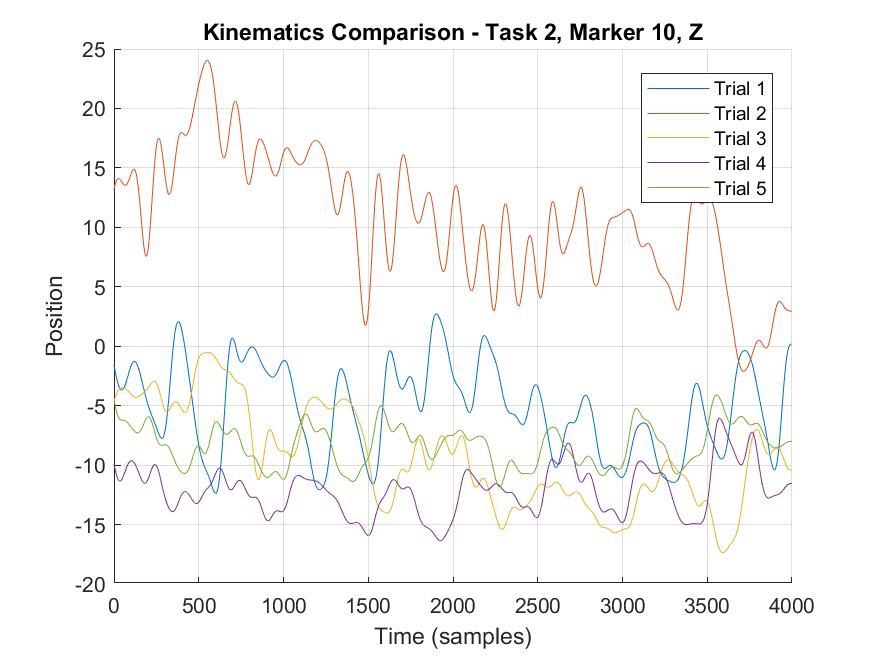 Kinematics Comparison - Task 2, Marker 10, Z
25
20
15
10
5
0
-5
-10
-15
-20
Position
Trial 1
Trial 2
Trial 3
Trial 4
Trial 5
0 500 1000 1500 2000 2500 3000 3500 4000
Time (samples)